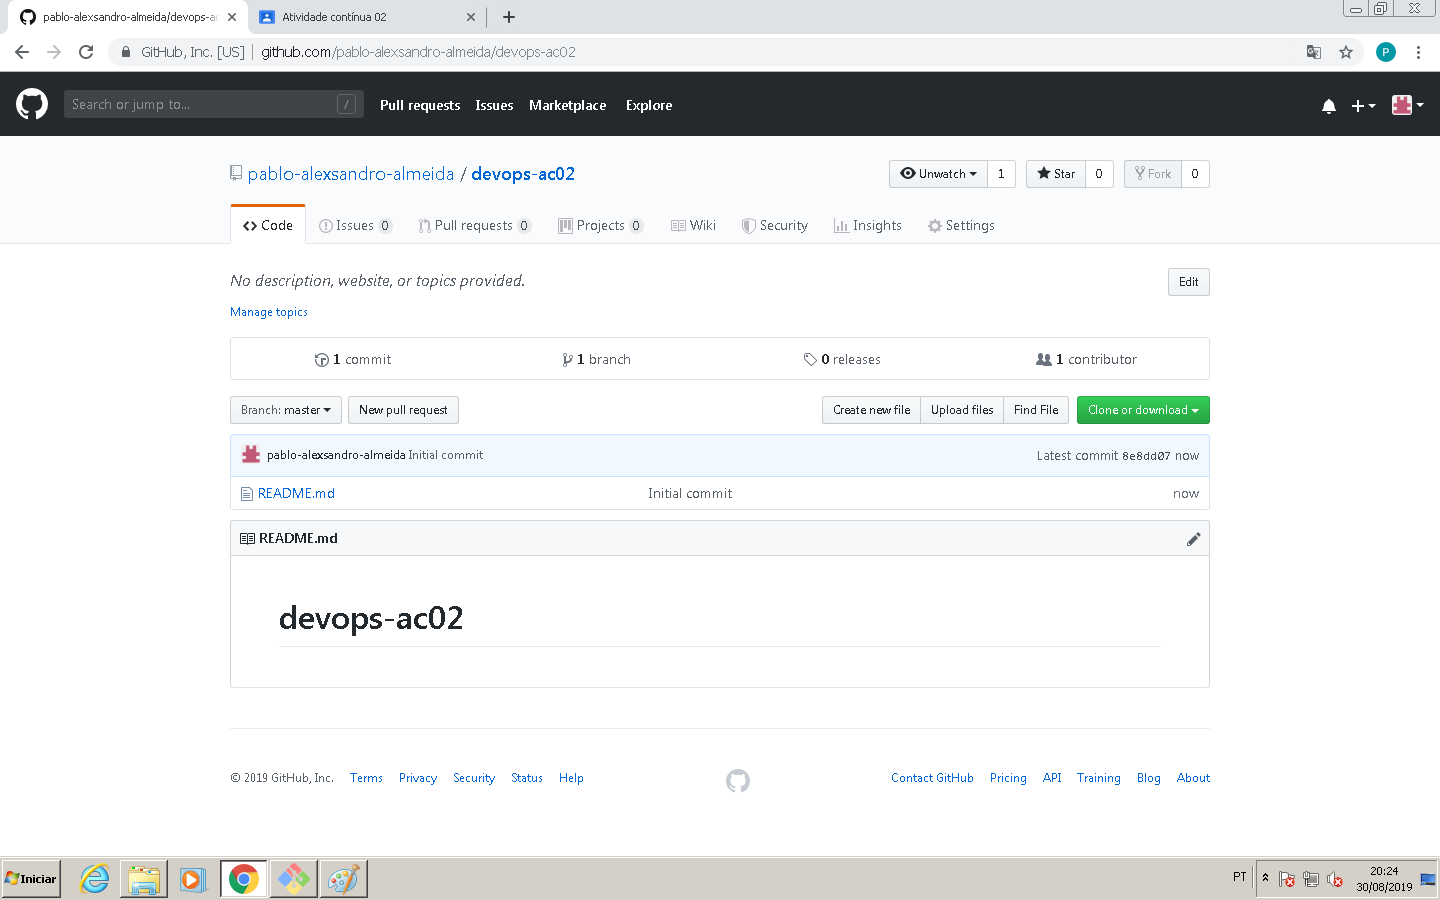 pablo-alexsandro-almeida/devops-ac
Atividade contínua 02
GitHub, Inc. [US] | github.com/pablo-alexsandro-almeida/devops-ac02
P
Search or jump to... /
Pull requests Issues Marketplace Explore
pablo-alexsandro-almeida / devops-ac02
Unwatch 1 Star 0 Fork 0
Code Issues 0 Pull requests 0 Projects 0 Wiki Security Insights Settings
No description, website, or topics provided. Edit
Manage topics
1 commit 1 branch 0 releases 1 contributor
Branch: master New pull request Create new file Upload files Find File Clone or download
pablo-alexsandro-almeida Initial commit Latest commit 8e8dd07 now
README.md Initial commit now
README.md
devops-ac02
© 2019 GitHub, Inc. Terms Privacy Security Status Help Contact GitHub Pricing API Training Blog About
Iniciar PT 20:24
30/08/2019